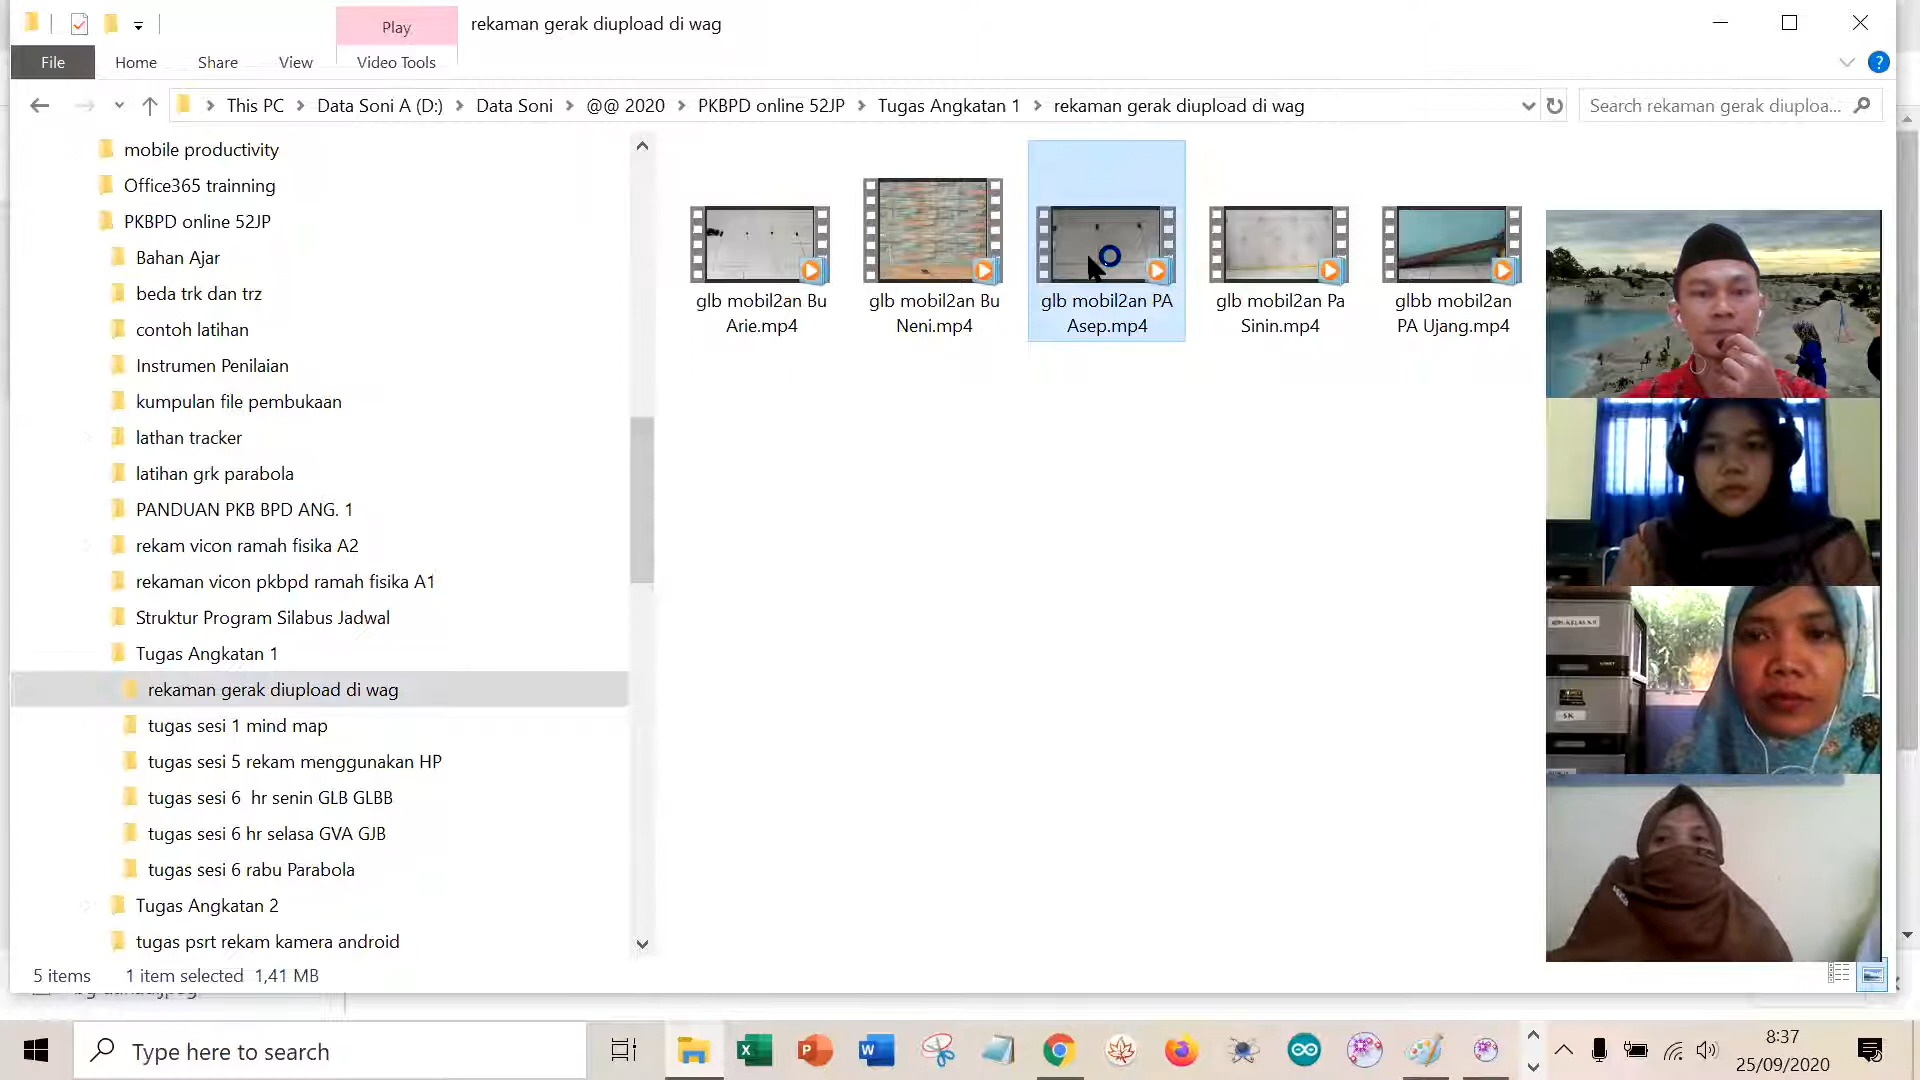 Play
rekaman gerak diupload di wag
File
Home
Share
View
Video Tools
This PC
Data Soni A (D:)
Data Soni
@@ 2020
PKBPD online 52JP
Tugas Angkatan 1
rekaman gerak diupload di wag
Search rekaman gerak diuploa...
mobile productivity
Office365 trainning
PKBPD online 52JP
Bahan Ajar
beda trk dan trz
contoh latihan
Instrumen Penilaian
kumpulan file pembukaan
lathan tracker
latihan grk parabola
PANDUAN PKB BPD ANG. 1
rekam vicon ramah fisika A2
rekaman vicon pkbpd ramah fisika A1
Struktur Program Silabus Jadwal
Tugas Angkatan 1
rekaman gerak diupload di wag
tugas sesi 1 mind map
tugas sesi 5 rekam menggunakan HP
tugas sesi 6  hr senin GLB GLBB
tugas sesi 6 hr selasa GVA GJB
tugas sesi 6 rabu Parabola
Tugas Angkatan 2
tugas psrt rekam kamera android
glb mobil2an Bu
Arie.mp4
glb mobil2an Bu
Neni.mp4
glb mobil2an PA
Asep.mp4
glb mobil2an Pa
Sinin.mp4
glbb mobil2an
PA Ujang.mp4
SK
5 items
1 item selected
1,41 MB
Type here to search
8:37
25/09/2020